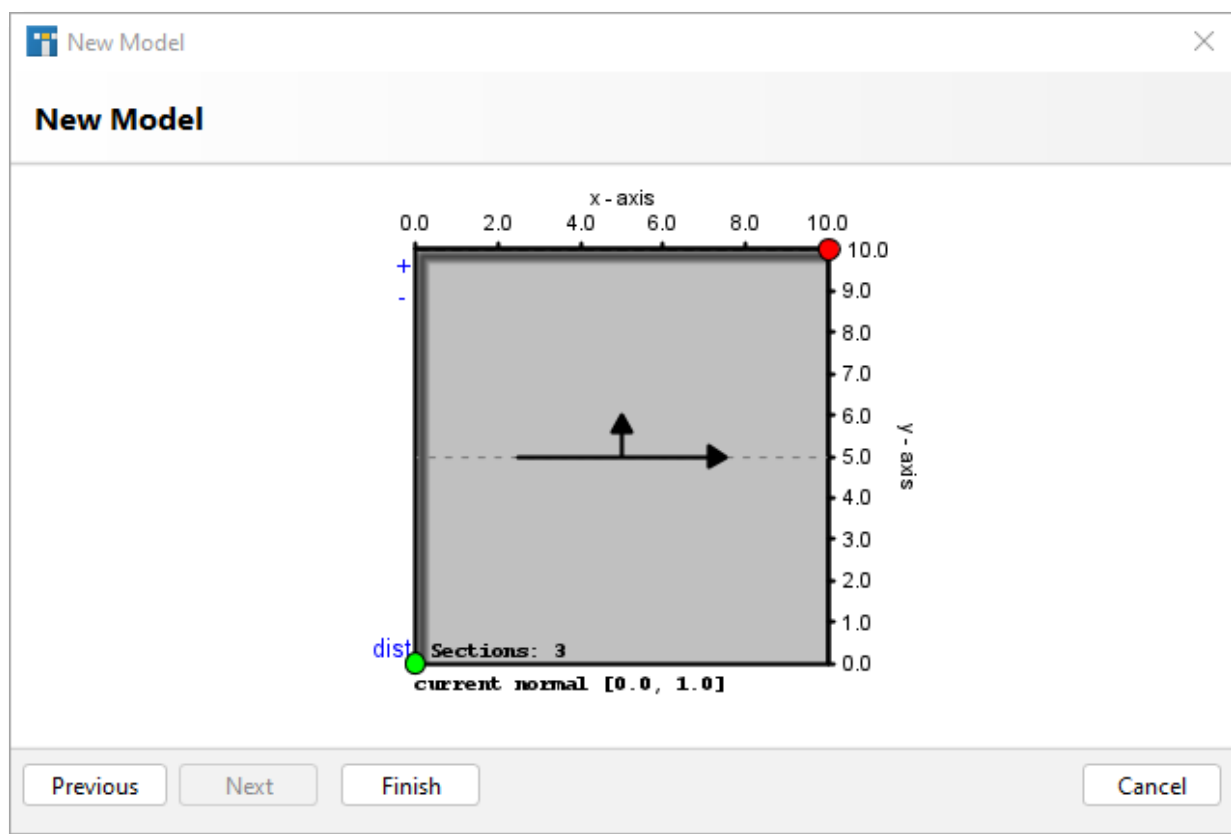 New Model
New Model
x - axis
0.0 2.0 4.0 6.0 8.0 10.0
10.0
+
9.0
-
8.0
7.0
6.0
5.0
y - axis
4.0
3.0
2.0
1.0
dist Sections: 3
0.0
current normal [0.0, 1.0]
Previous Next Finish Cancel